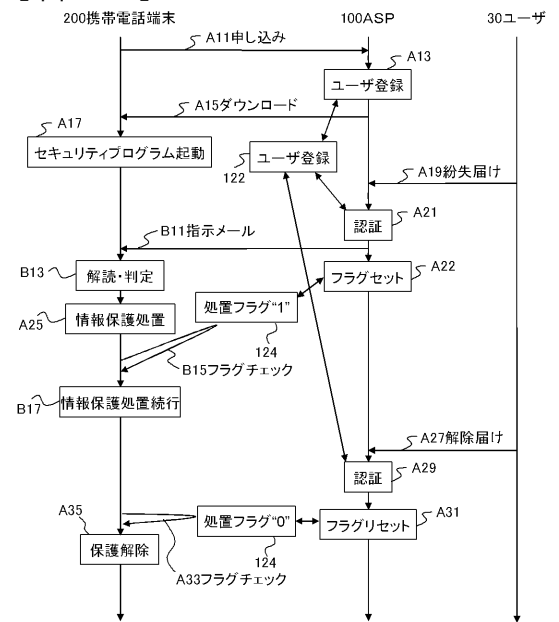 200携帯電話端末
100ASP
30ユーザ
A11申し込み
A13
ユーザ登録
A15ダウンロード
A17
セキュリティプログラム起動
ユーザ登録
122
A19紛失届け
認証
A21
B11指示メール
B13
解読・判定
A22
フラグセット
A25
情報保護処置
処置フラグ“1”
124
B15フラグチェック
B17
情報保護処置続行
A27解除届け
認証
A29
A35
処置フラグ“0”
フラグリセット
A31
保護解除
124
A33フラグチェック